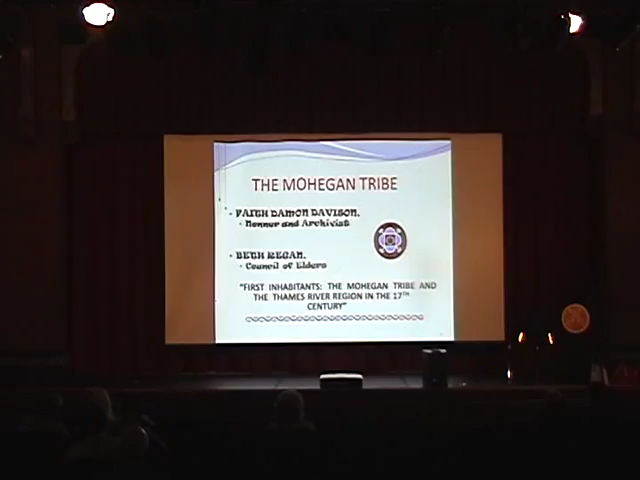 THE MOHEGAN TRIBE
• FAITH DAMON DAVISON,
• Nonner and Archivist
• BETH REGAN,
• Council of Elders
"FIRST INHABITANTS: THE MOHEGAN TRIBE AND
THE THAMES RIVER REGION IN THE 17TH
CENTURY"